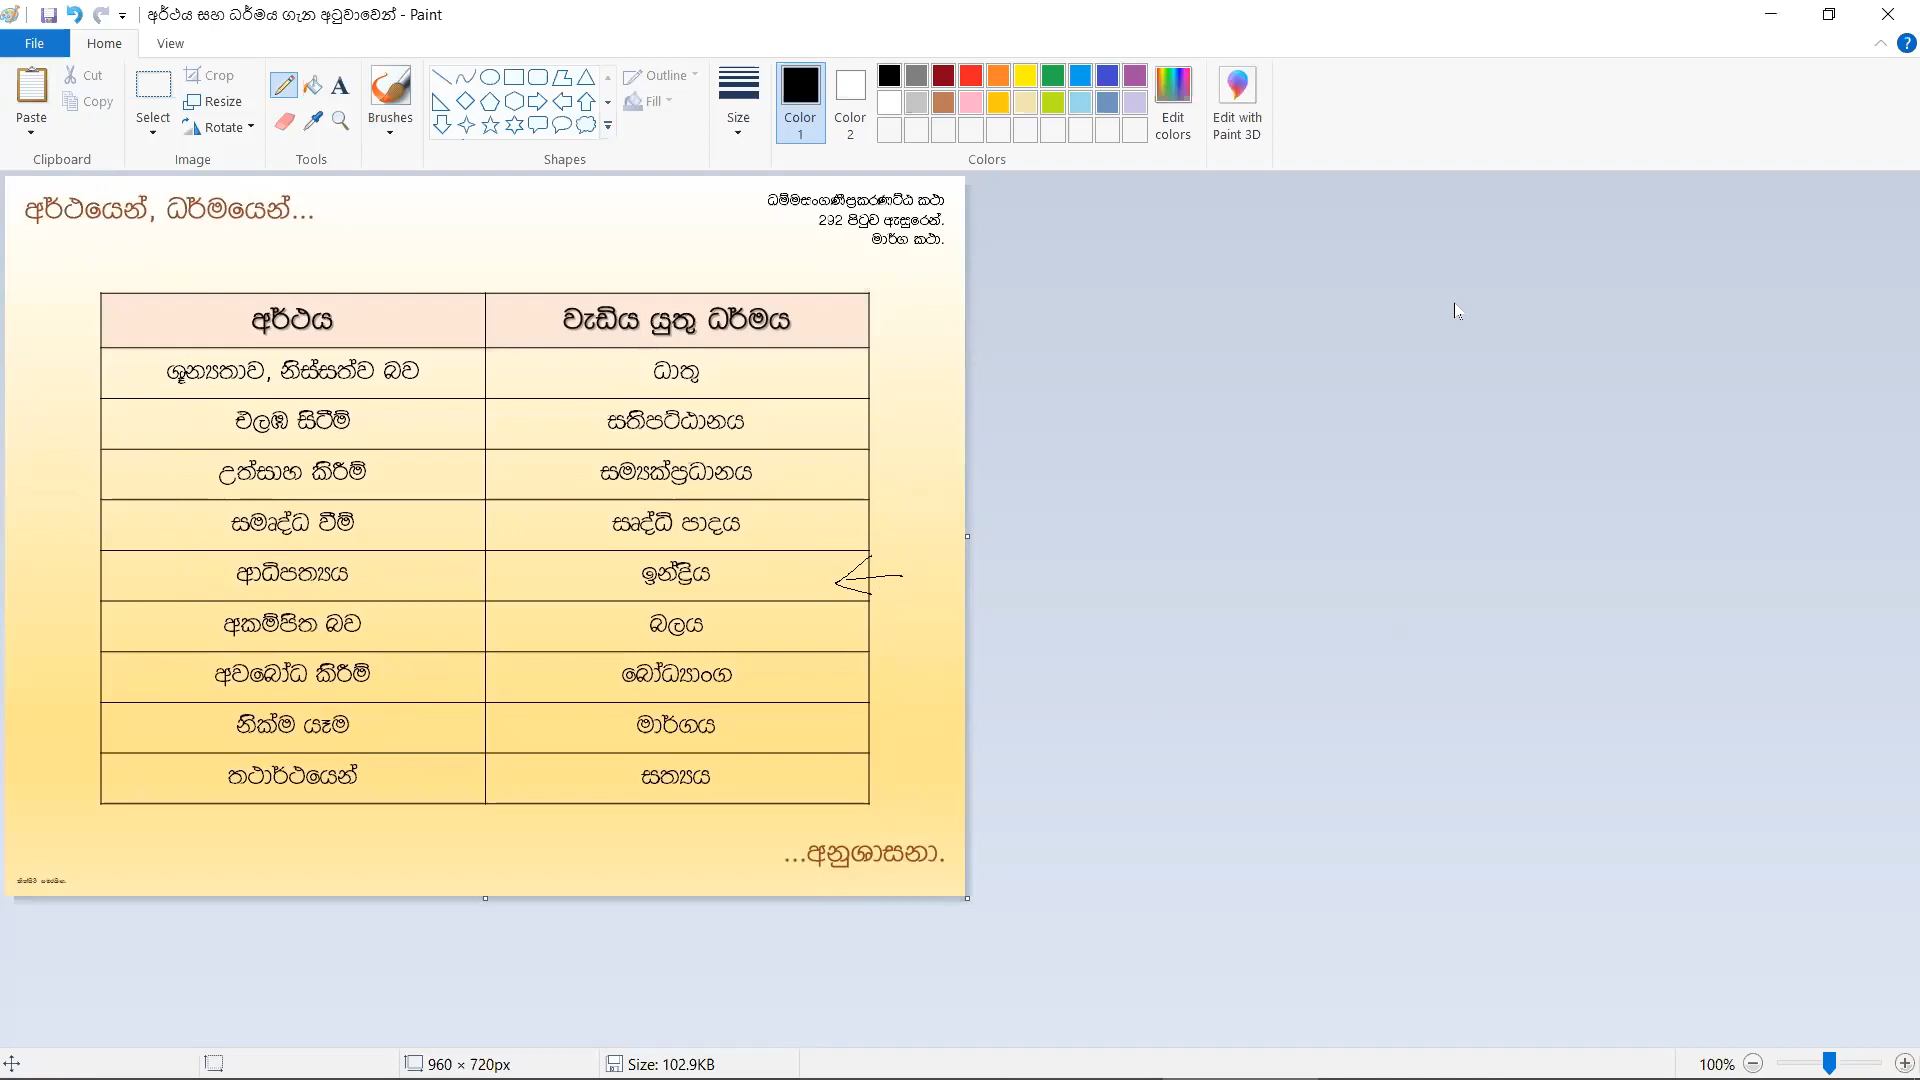 අර්ථය සහ ධර්මය ගැන අටුවාවෙන් - Paint
File Home View
Paste Cut Copy Clipboard
Select Crop Resize Rotate Image
Tools
Brushes
Outline Fill Shapes
Size
Color 1 Color 2 Colors
Edit colors
Edit with Paint 3D
අර්ථයෙන්, ධර්මයෙන්...
ධම්මසංගණීප්‍රකරණට්ඨ කථා
292 පිටුව ඇසුරෙන්.
මාර්ග කථා.
අර්ථය වැඩිය යුතු ධර්මය
ශූන්‍යතාව, නිස්සත්ව බව ධාතු
එලඹ සිටීම් සතිපට්ඨානය
උත්සාහ කිරීම් සම්‍යක්ප්‍රධානය
සමෘද්ධ වීම් සෘද්ධි පාදය
ආධිපත්‍යය ඉන්ද්‍රිය
අකම්පිත බව බලය
අවබෝධ කිරීම් බෝධ්‍යාංග
නික්ම යෑම මාර්ගය
තථාර්ථයෙන් සත්‍යය
...අනුශාසනා.
960 × 720px Size: 102.9KB 100%